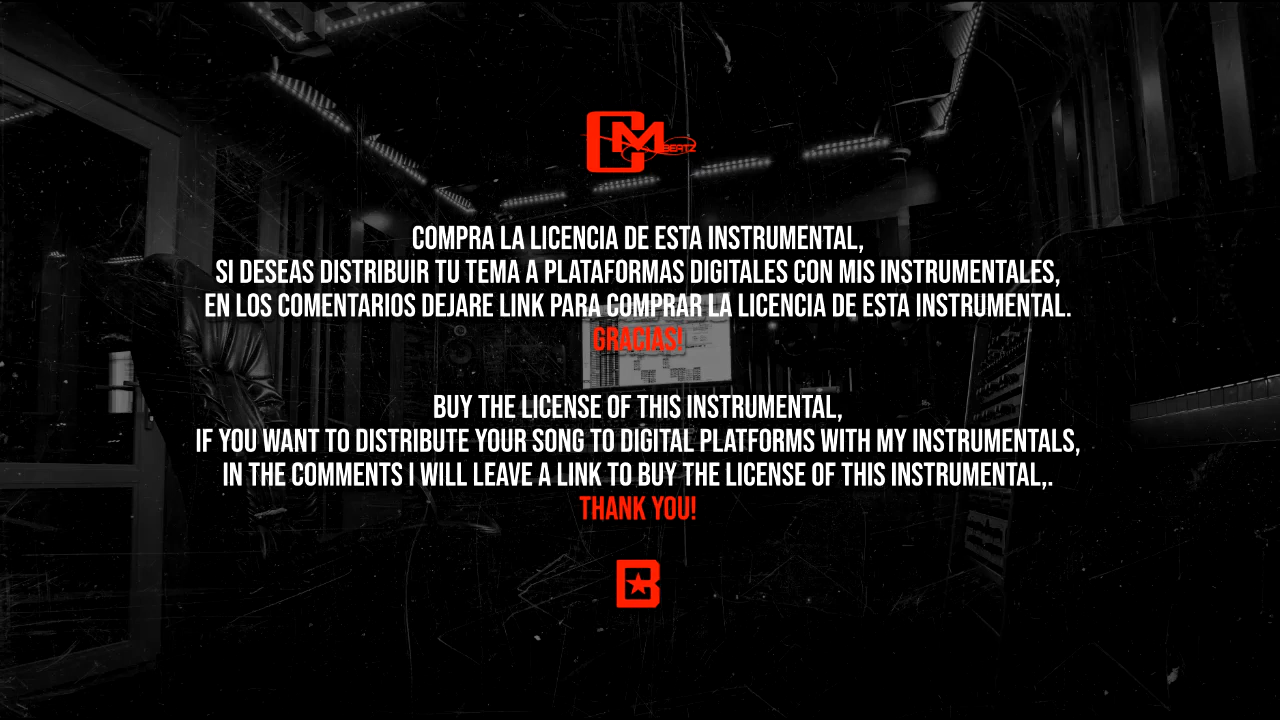 CM BEATZ
COMPRA LA LICENCIA DE ESTA INSTRUMENTAL,
SI DESEAS DISTRIBUIR TU TEMA A PLATAFORMAS DIGITALES CON MIS INSTRUMENTALES,
EN LOS COMENTARIOS DEJARE LINK PARA COMPRAR LA LICENCIA DE ESTA INSTRUMENTAL.
GRACIAS!
BUY THE LICENSE OF THIS INSTRUMENTAL,
IF YOU WANT TO DISTRIBUTE YOUR SONG TO DIGITAL PLATFORMS WITH MY INSTRUMENTALS,
IN THE COMMENTS I WILL LEAVE A LINK TO BUY THE LICENSE OF THIS INSTRUMENTAL,.
THANK YOU!
B